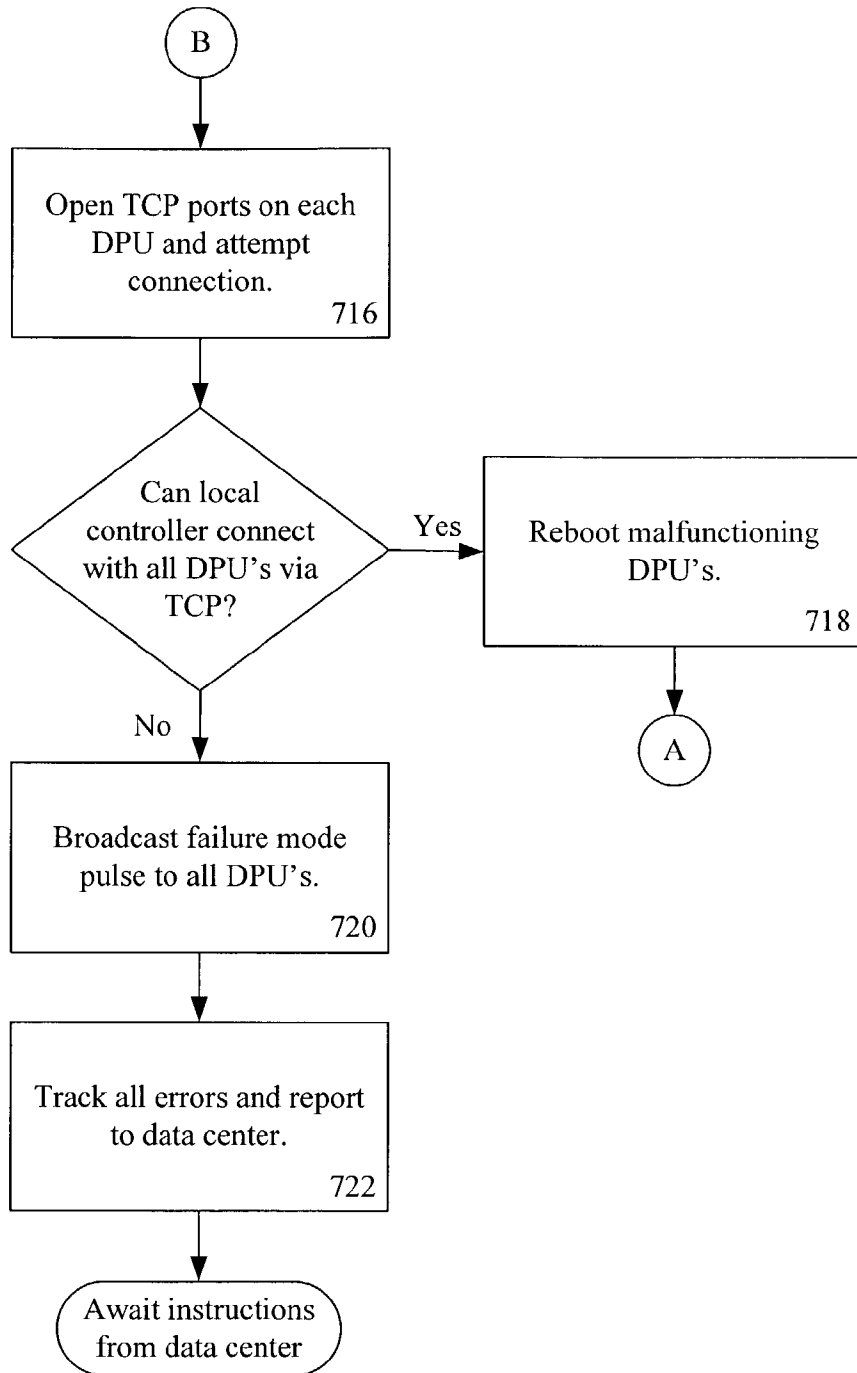 B
Open TCP ports on each
DPU and attempt
connection.
716
Can local
controller connect
with all DPU's via
TCP?
Yes
Reboot malfunctioning
DPU's.
718
A
No
Broadcast failure mode
pulse to all DPU's.
720
Track all errors and report
to data center.
722
Await instructions
from data center